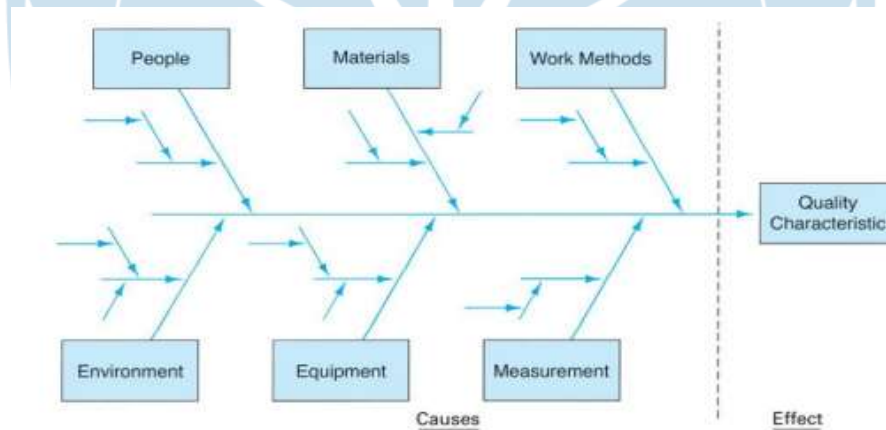 People
Materials
Work Methods
Quality
Characteristic
Environment
Equipment
Measurement
Causes
Effect